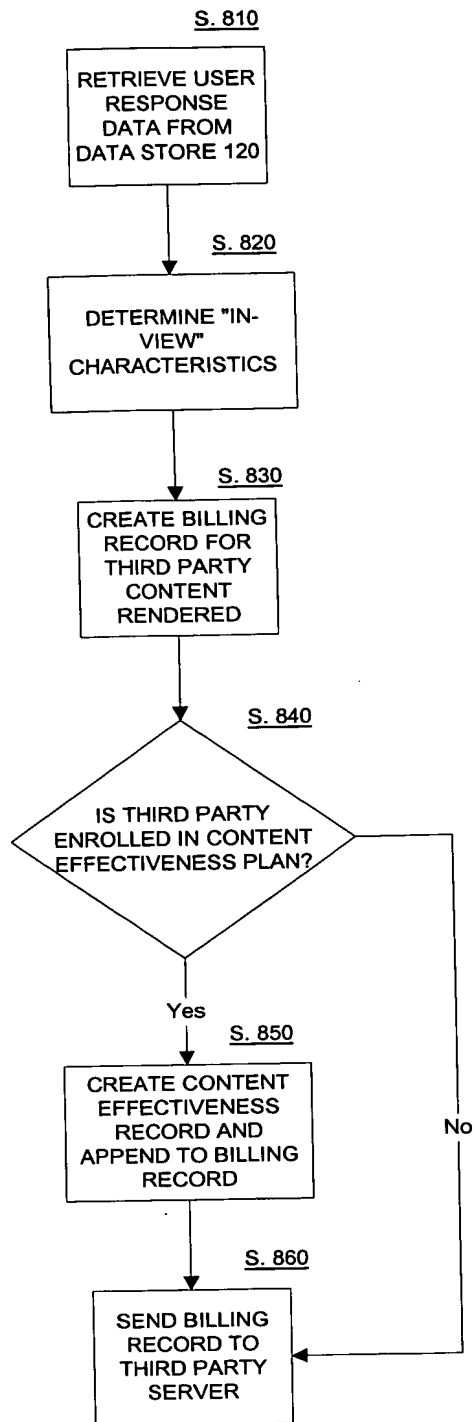 S. 810
RETRIEVE USER
RESPONSE
DATA FROM
DATA STORE 120
S. 820
DETERMINE "IN-
VIEW"
CHARACTERISTICS
S. 830
CREATE BILLING
RECORD FOR
THIRD PARTY
CONTENT
RENDERED
S. 840
IS THIRD PARTY
ENROLLED IN CONTENT
EFFECTIVENESS PLAN?
Yes
S. 850
CREATE CONTENT
EFFECTIVENESS
RECORD AND
APPEND TO BILLING
RECORD
No
S. 860
SEND BILLING
RECORD TO
THIRD PARTY
SERVER